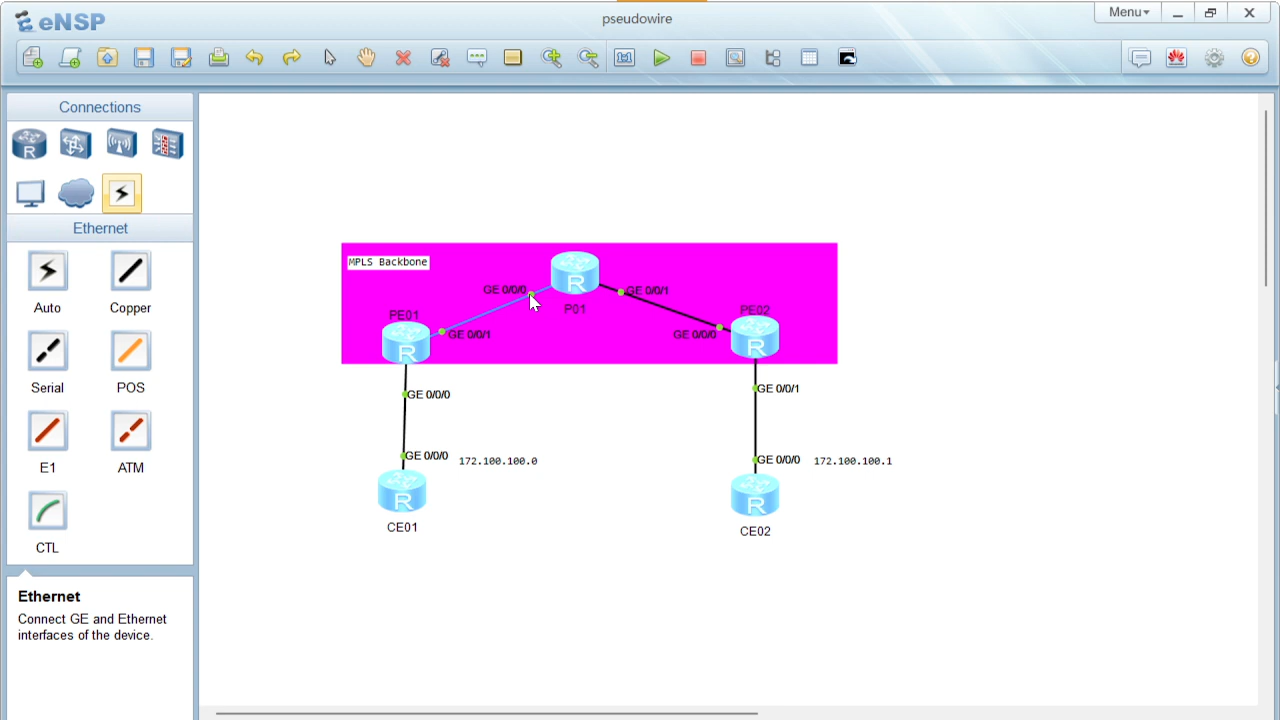 eNSP
pseudowire
Menu
Connections
R
Ethernet
Auto
Copper
Serial
POS
E1
ATM
CTL
Ethernet
Connect GE and Ethernet
interfaces of the device.
MPLS Backbone
GE 0/0/0
R
GE 0/0/1
P01
PE01
GE 0/0/1
R
PE02
GE 0/0/0
R
GE 0/0/0
GE 0/0/1
GE 0/0/0
172.100.100.0
GE 0/0/0
172.100.100.1
R
R
CE01
CE02